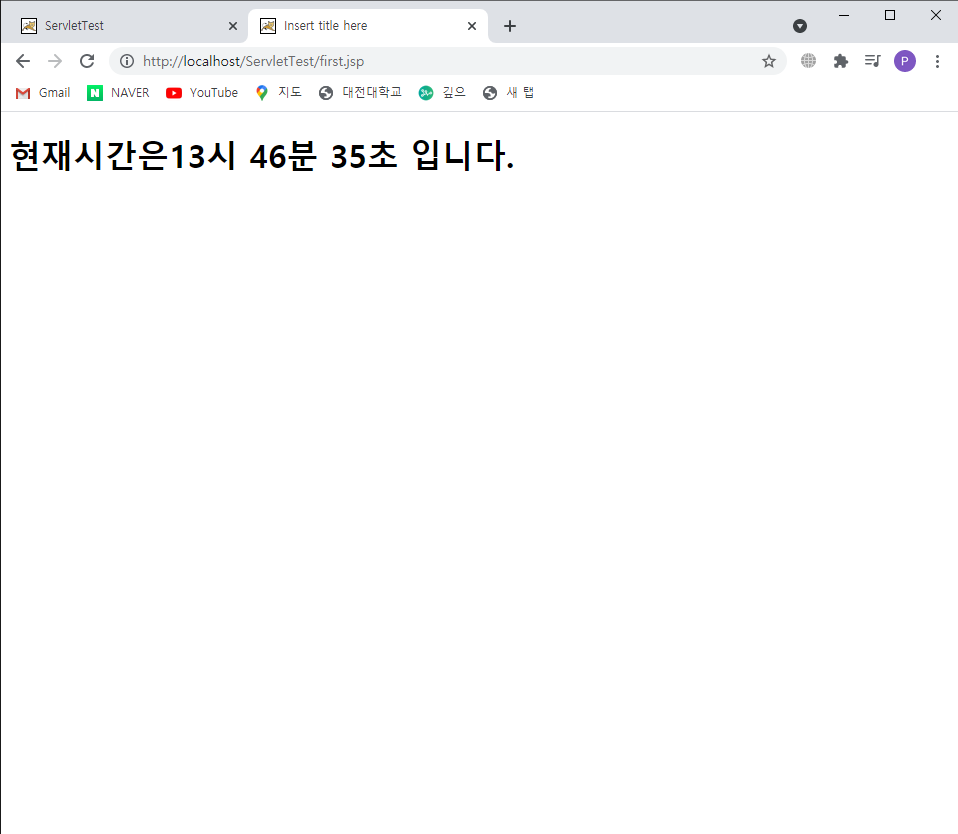 ServletTest
Insert title here
http://localhost/ServletTest/first.jsp
P
Gmail
N NAVER
YouTube
지도
대전대학교
깊으
새 탭
현재시간은13시 46분 35초 입니다.